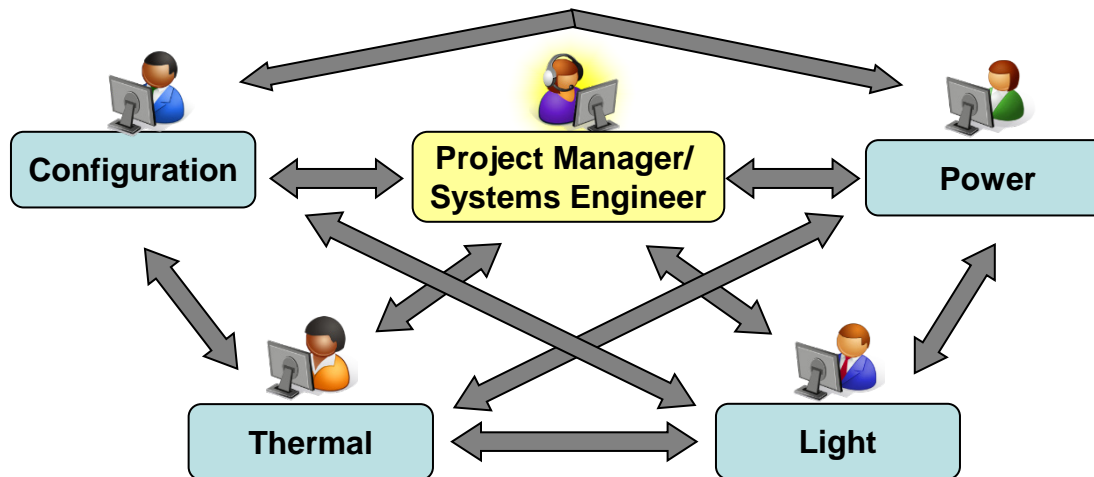 Configuration
Project Manager/
Systems Engineer
Power
Thermal
Light